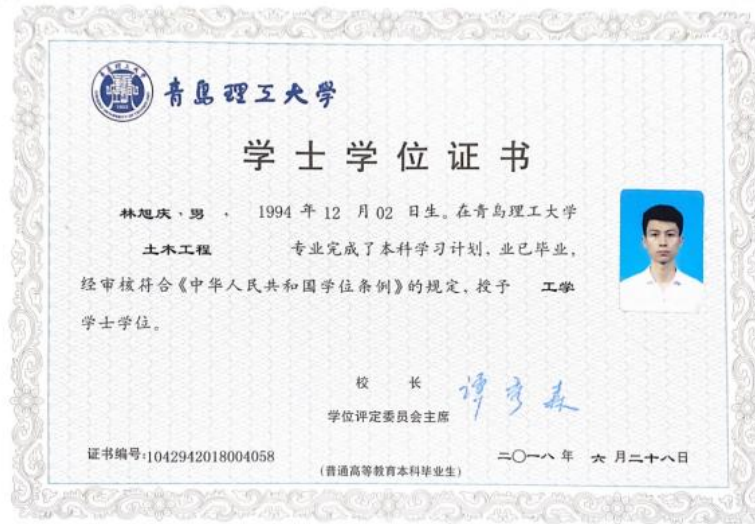 青岛理工大学
学士学位证书
林旭庆、男 ， 1994 年 12 月 02 日生。在青岛理工大学
土木工程 专业完成了本科学习计划、业已毕业，
经审核符合《中华人民共和国学位条例》的规定、授予 工学
学士学位。
校 长
学位评定委员会主席
证书编号:1042942018004058
(普通高等教育本科毕业生)
二〇一八 年 六 月二十八日